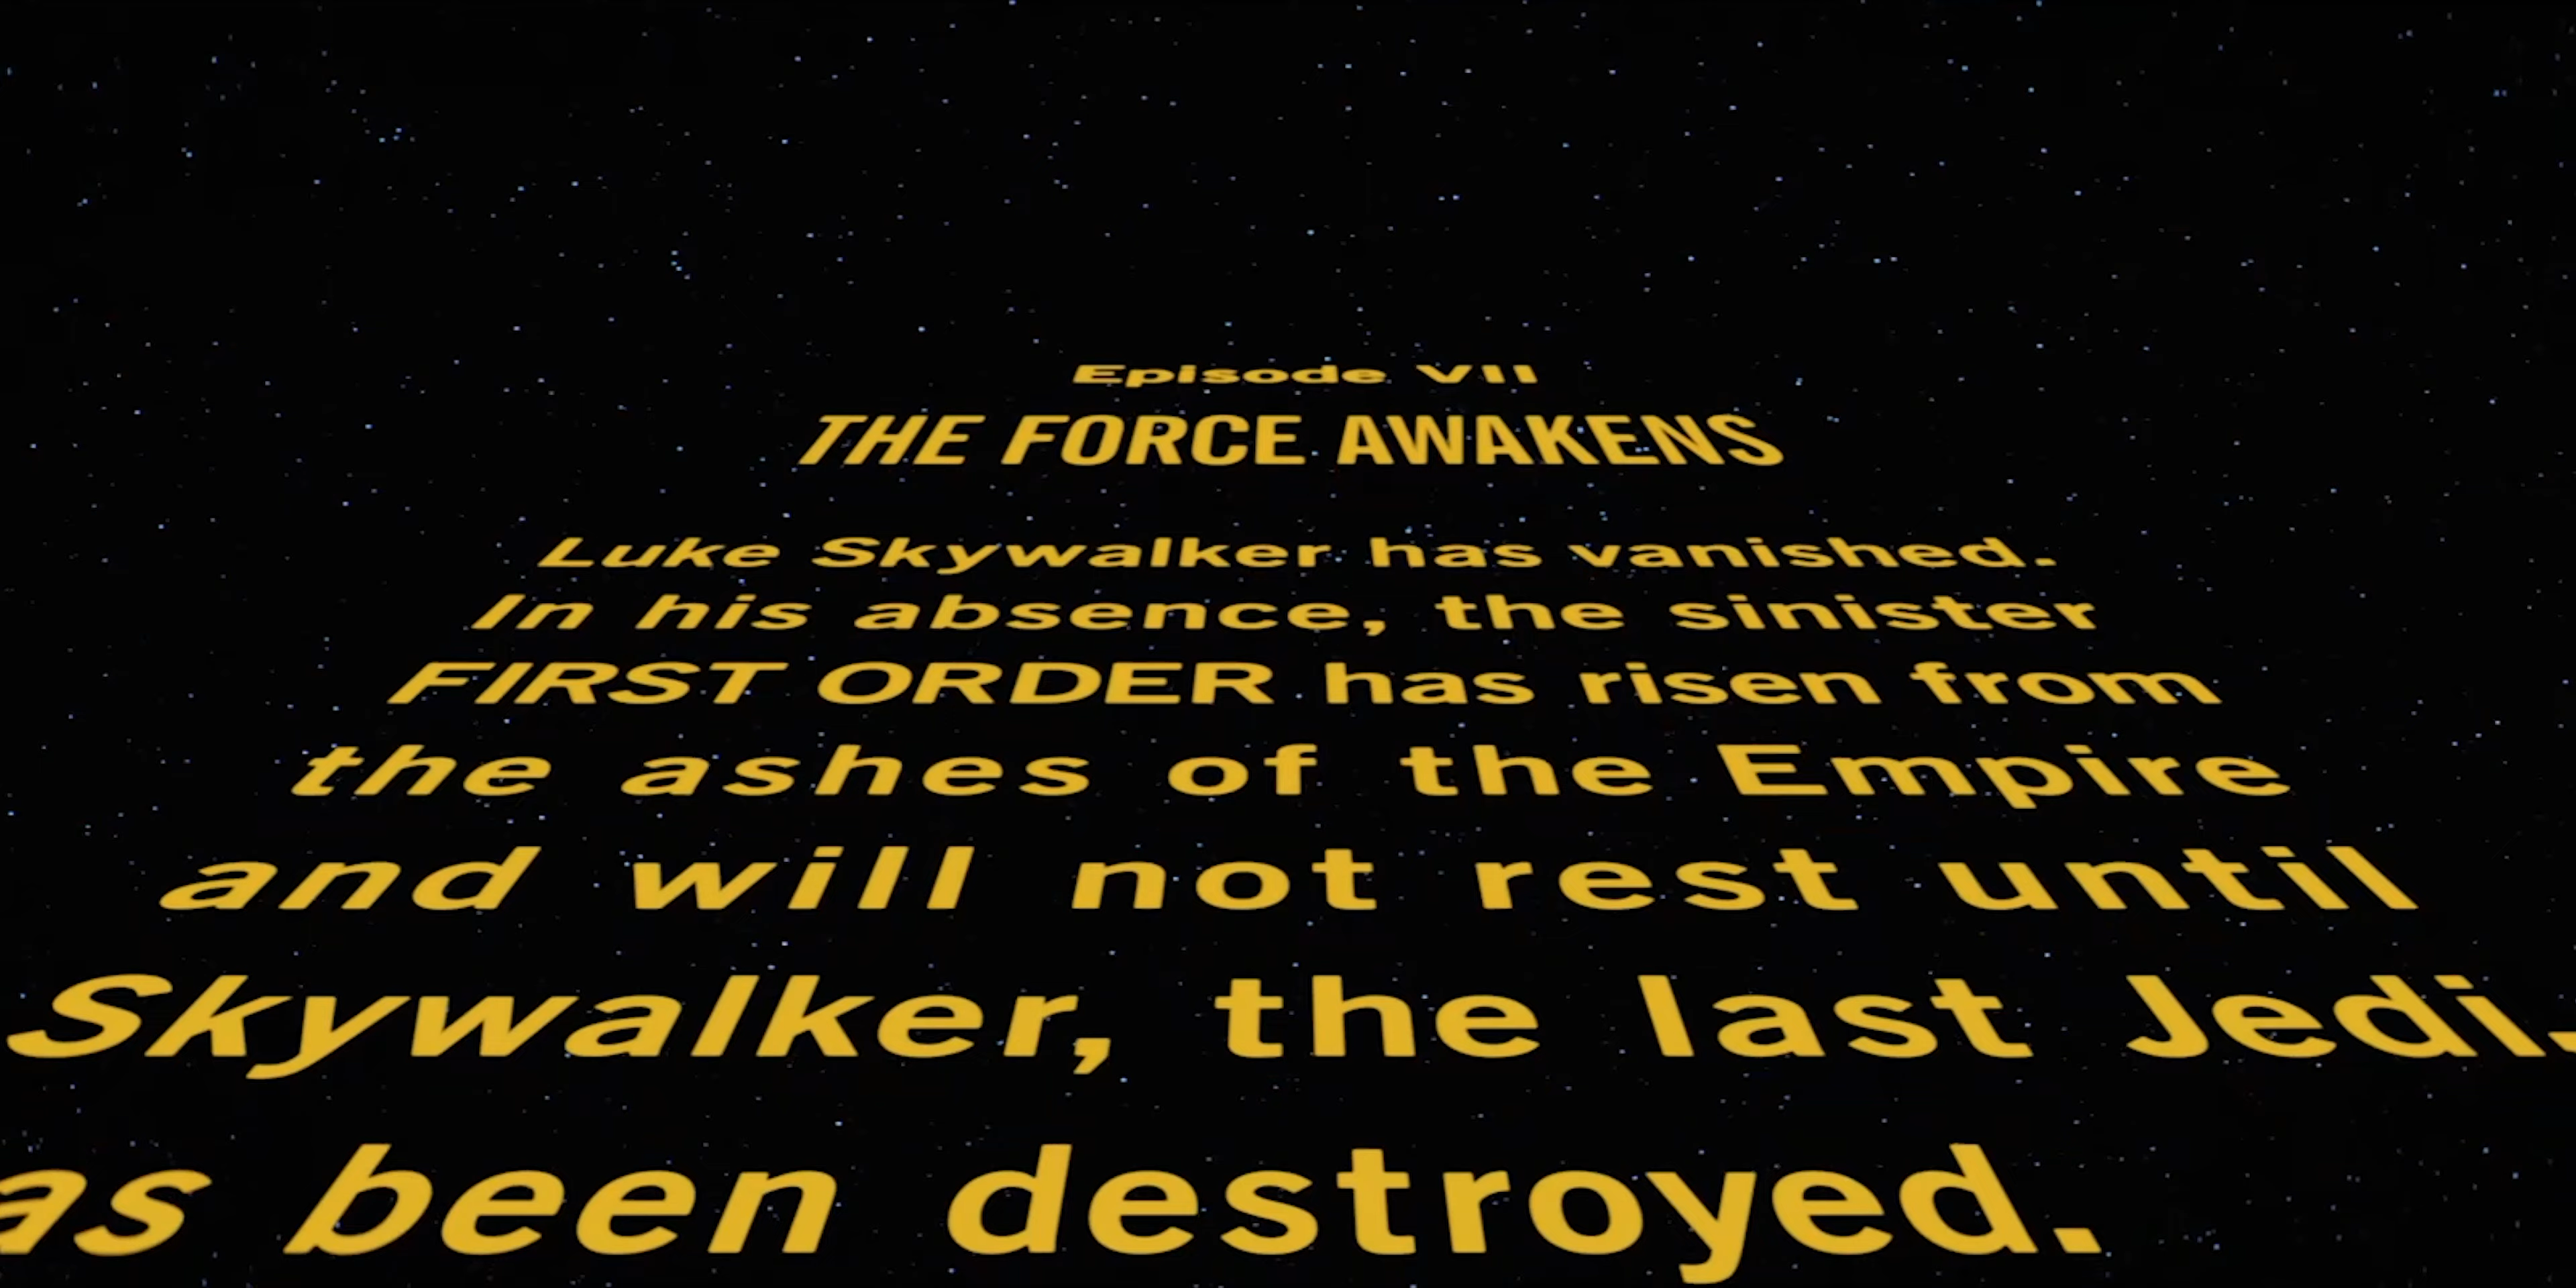 Episode VII
THE FORCE AWAKENS
Luke Skywalker has vanished.
In his absence, the sinister
FIRST ORDER has risen from
the ashes of the Empire
and will not rest until
Skywalker, the last Jedi.
as been destroyed.